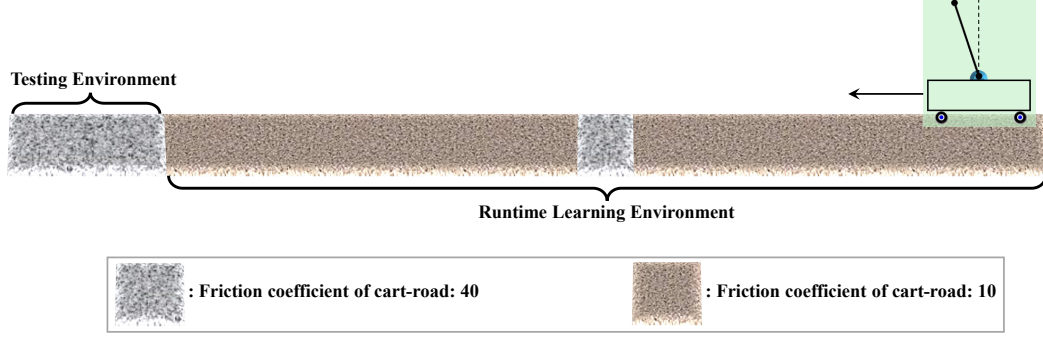 Testing Environment
Runtime Learning Environment
: Friction coefficient of cart-road: 40
: Friction coefficient of cart-road: 10